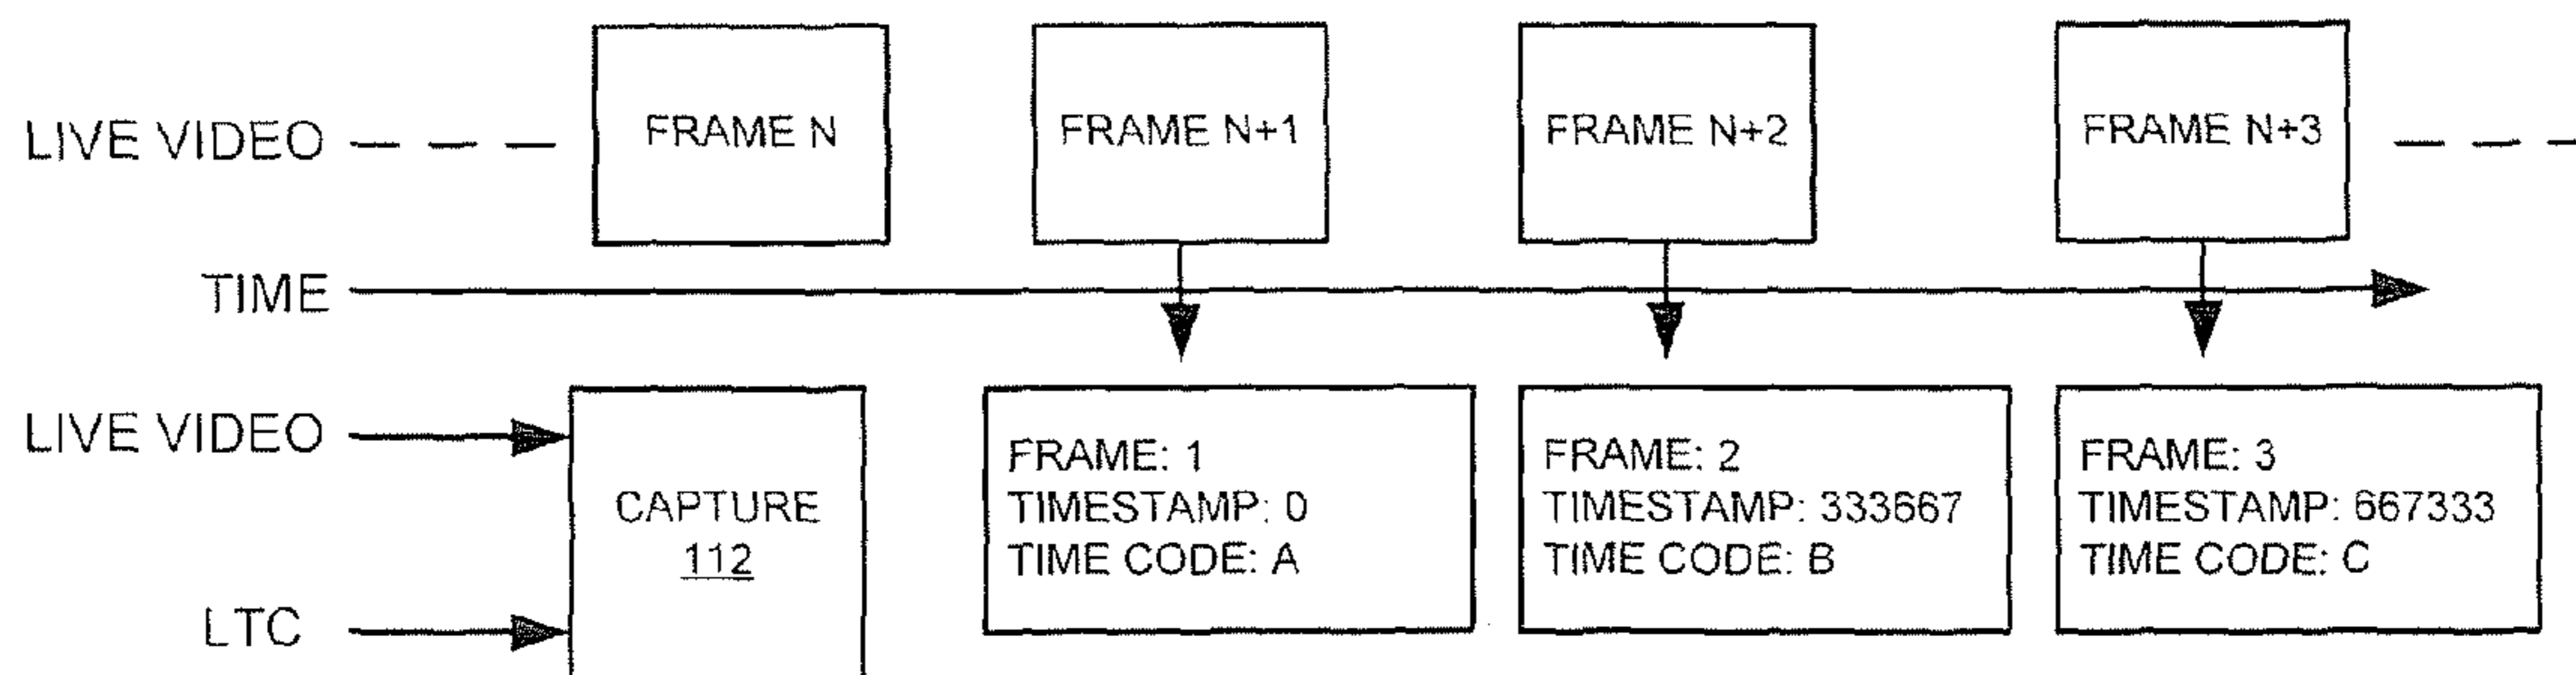 LIVE VIDEO
FRAME N
FRAME N+1
FRAME N+2
FRAME N+3
TIME
LIVE VIDEO
LTC
CAPTURE
112
FRAME: 1
TIMESTAMP: 0
TIME CODE: A
FRAME: 2
TIMESTAMP: 333667
TIME CODE: B
FRAME: 3
TIMESTAMP: 667333
TIME CODE: C